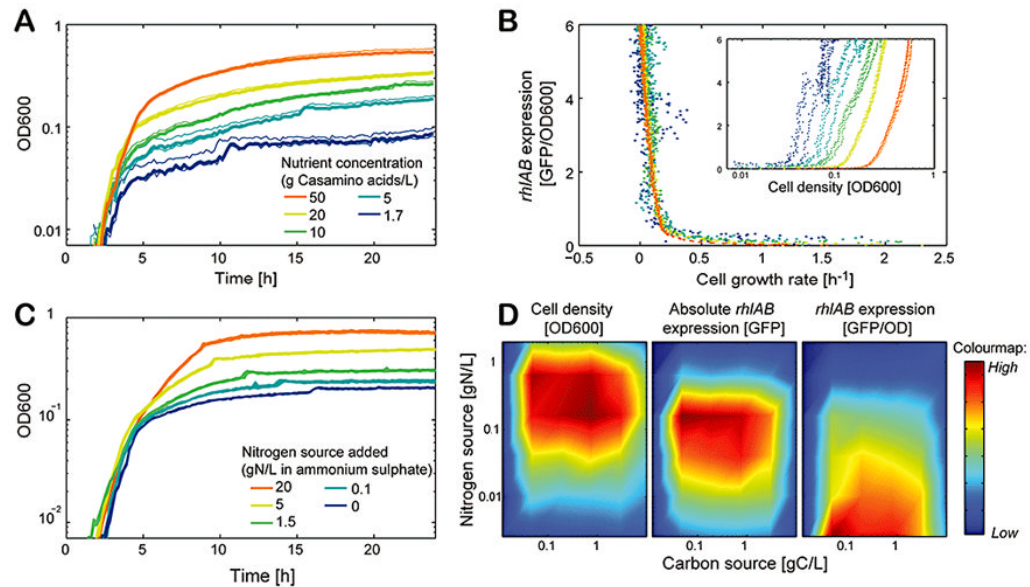 A
OD600
1
0.1
0.01
0
5
10
15
20
Time [h]
Nutrient concentration
(g Casamino acids/L)
50
5
20
1.7
10
B
rhlAB expression
[GFP/OD600]
6
4
2
0
-0.5
0
0.5
1
1.5
2
2.5
Cell growth rate [h-1]
6
4
2
0
0.01
0.10
1
Cell density [OD600]
C
OD600
1
10-1
10-2
0
5
10
15
20
Time [h]
Nitrogen source added
(gN/L in ammonium sulphate)
20
0.1
5
0
1.5
D
Cell density
[OD600]
Absolute rhlAB
expression [GFP]
rhlAB expression
[GFP/OD]
Nitrogen source [gN/L]
1
0.1
0.01
0.1
1
0.1
1
0.1
1
Carbon source [gC/L]
Colourmap:
High
Low